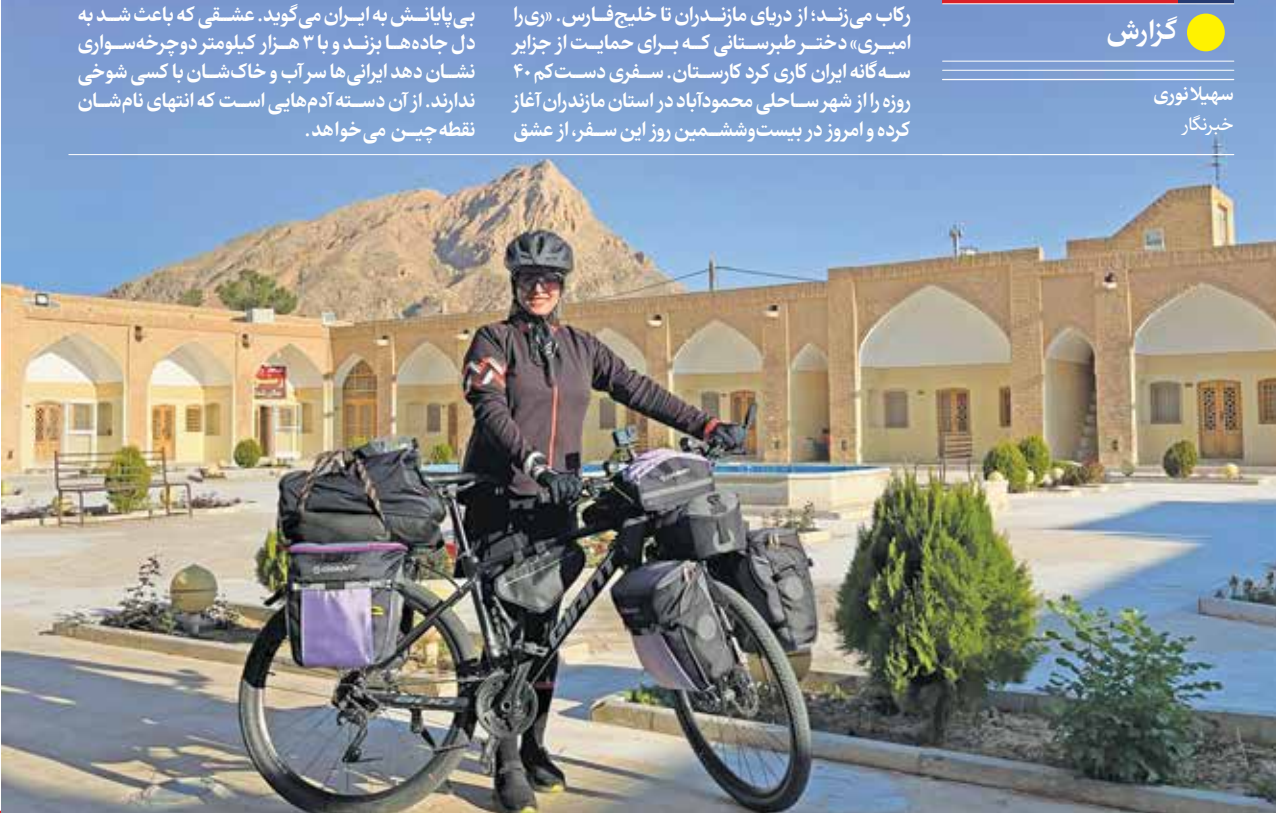 گزارش
سهیلا نوری
خبرنگار
رکاب می‌زند؛ از دریای مازندران تا خلیج‌فارس. «ری‌را
امیری» دختر طبرستانی که برای حمایت از جزایر
سه‌گانه ایران کاری کرد کارستان. سفری دست‌کم ۴۰
روزه را از شهر ساحلی محمودآباد در استان مازندران آغاز
کرده و امروز در بیست‌وششمین روز این سفر، از عشق
بی‌پایانش به ایران می‌گوید. عشقی که باعث شد به
دل جاده‌ها بزند و با ۳ هزار کیلومتر دوچرخه‌سواری
نشان دهد ایرانی‌ها سر آب و خاک‌شان با کسی شوخی
ندارند. از آن دسته آدم‌هایی است که انتهای نام‌شان
نقطه‌چین می‌خواهد.
GIANT